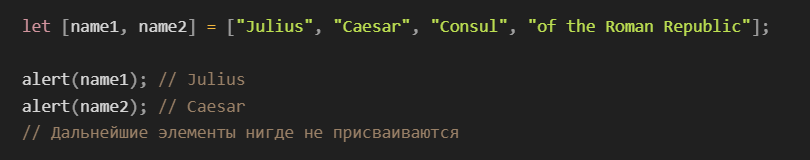 let [name1, name2] = ["Julius", "Caesar", "Consul", "of the Roman Republic"];
alert(name1); // Julius
alert(name2); // Caesar
// Дальнейшие элементы нигде не присваиваются